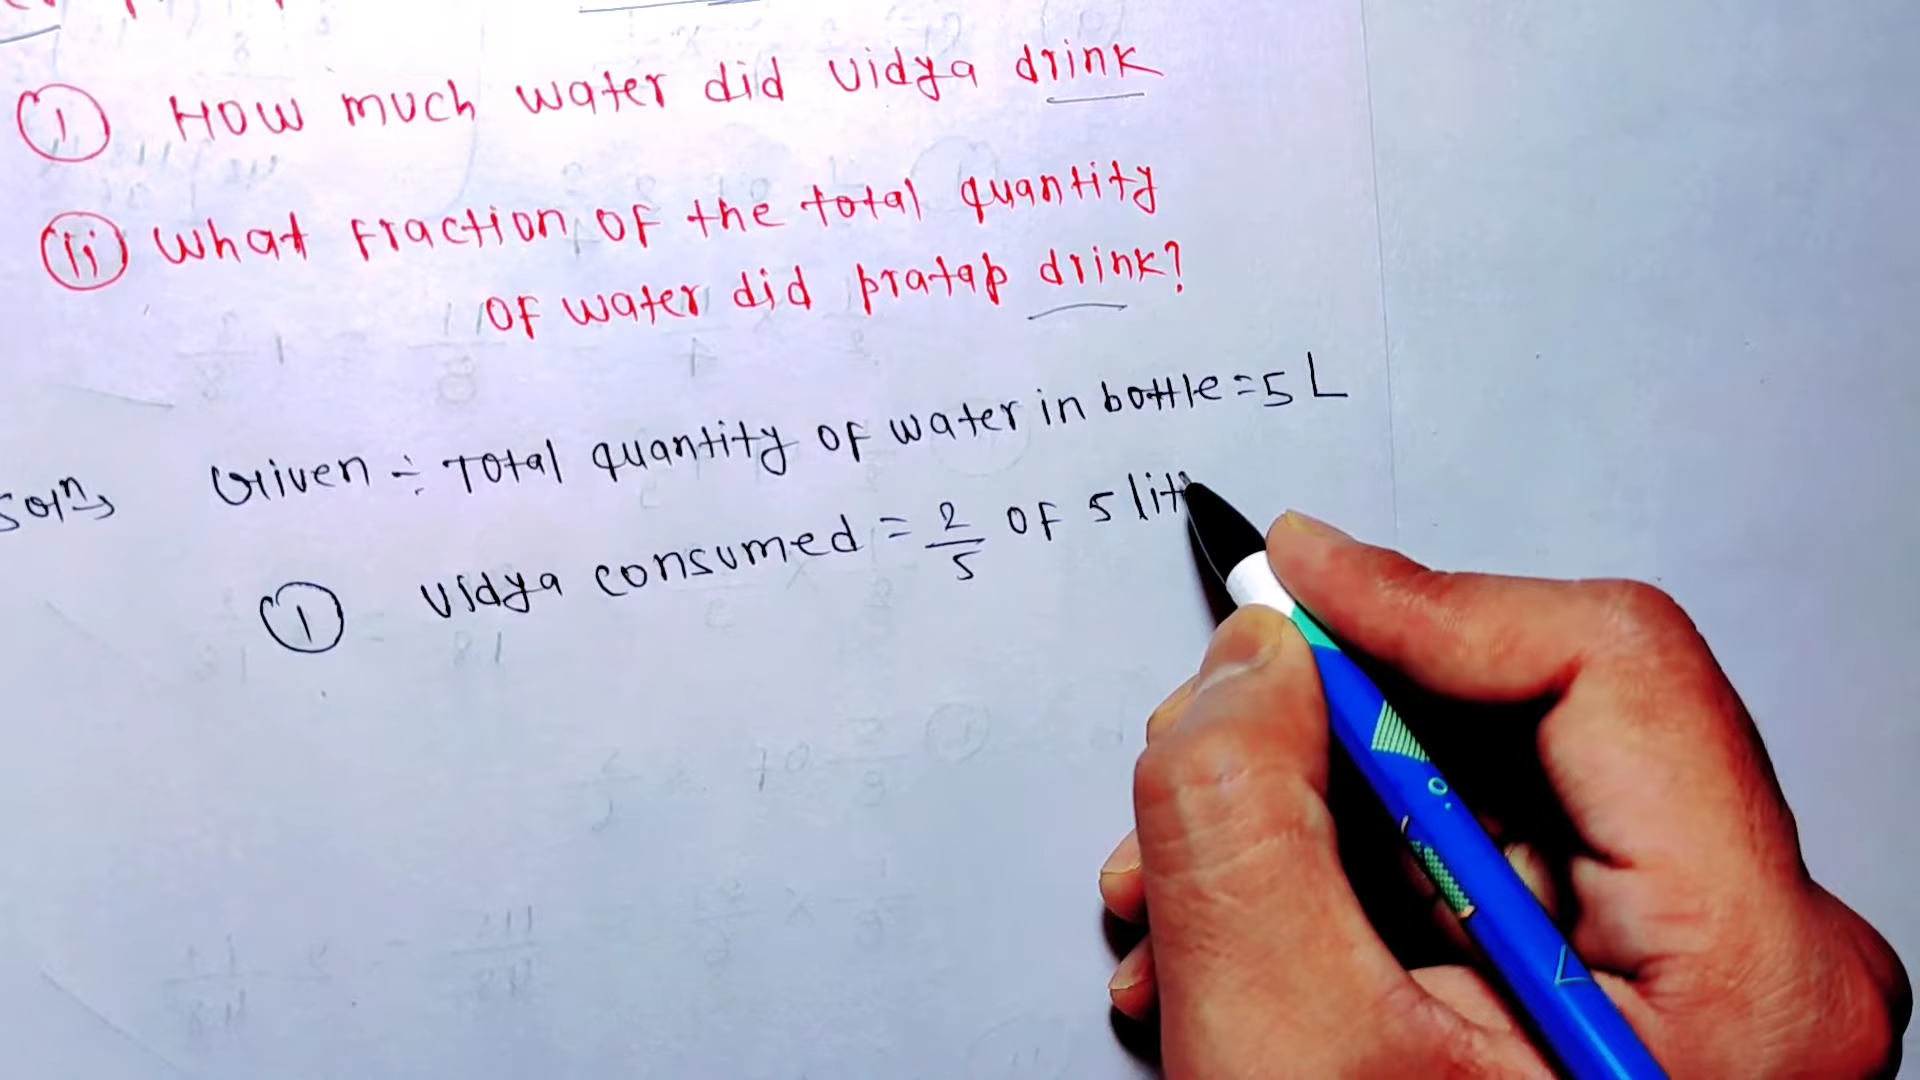 (i) How much water did vidya drink
(ii) what fraction of the total quantity
of water did pratap drink?
Soln→ Given :- Total quantity of water in bottle = 5 L
(i) vidya consumed = 2/5 of 5 lit